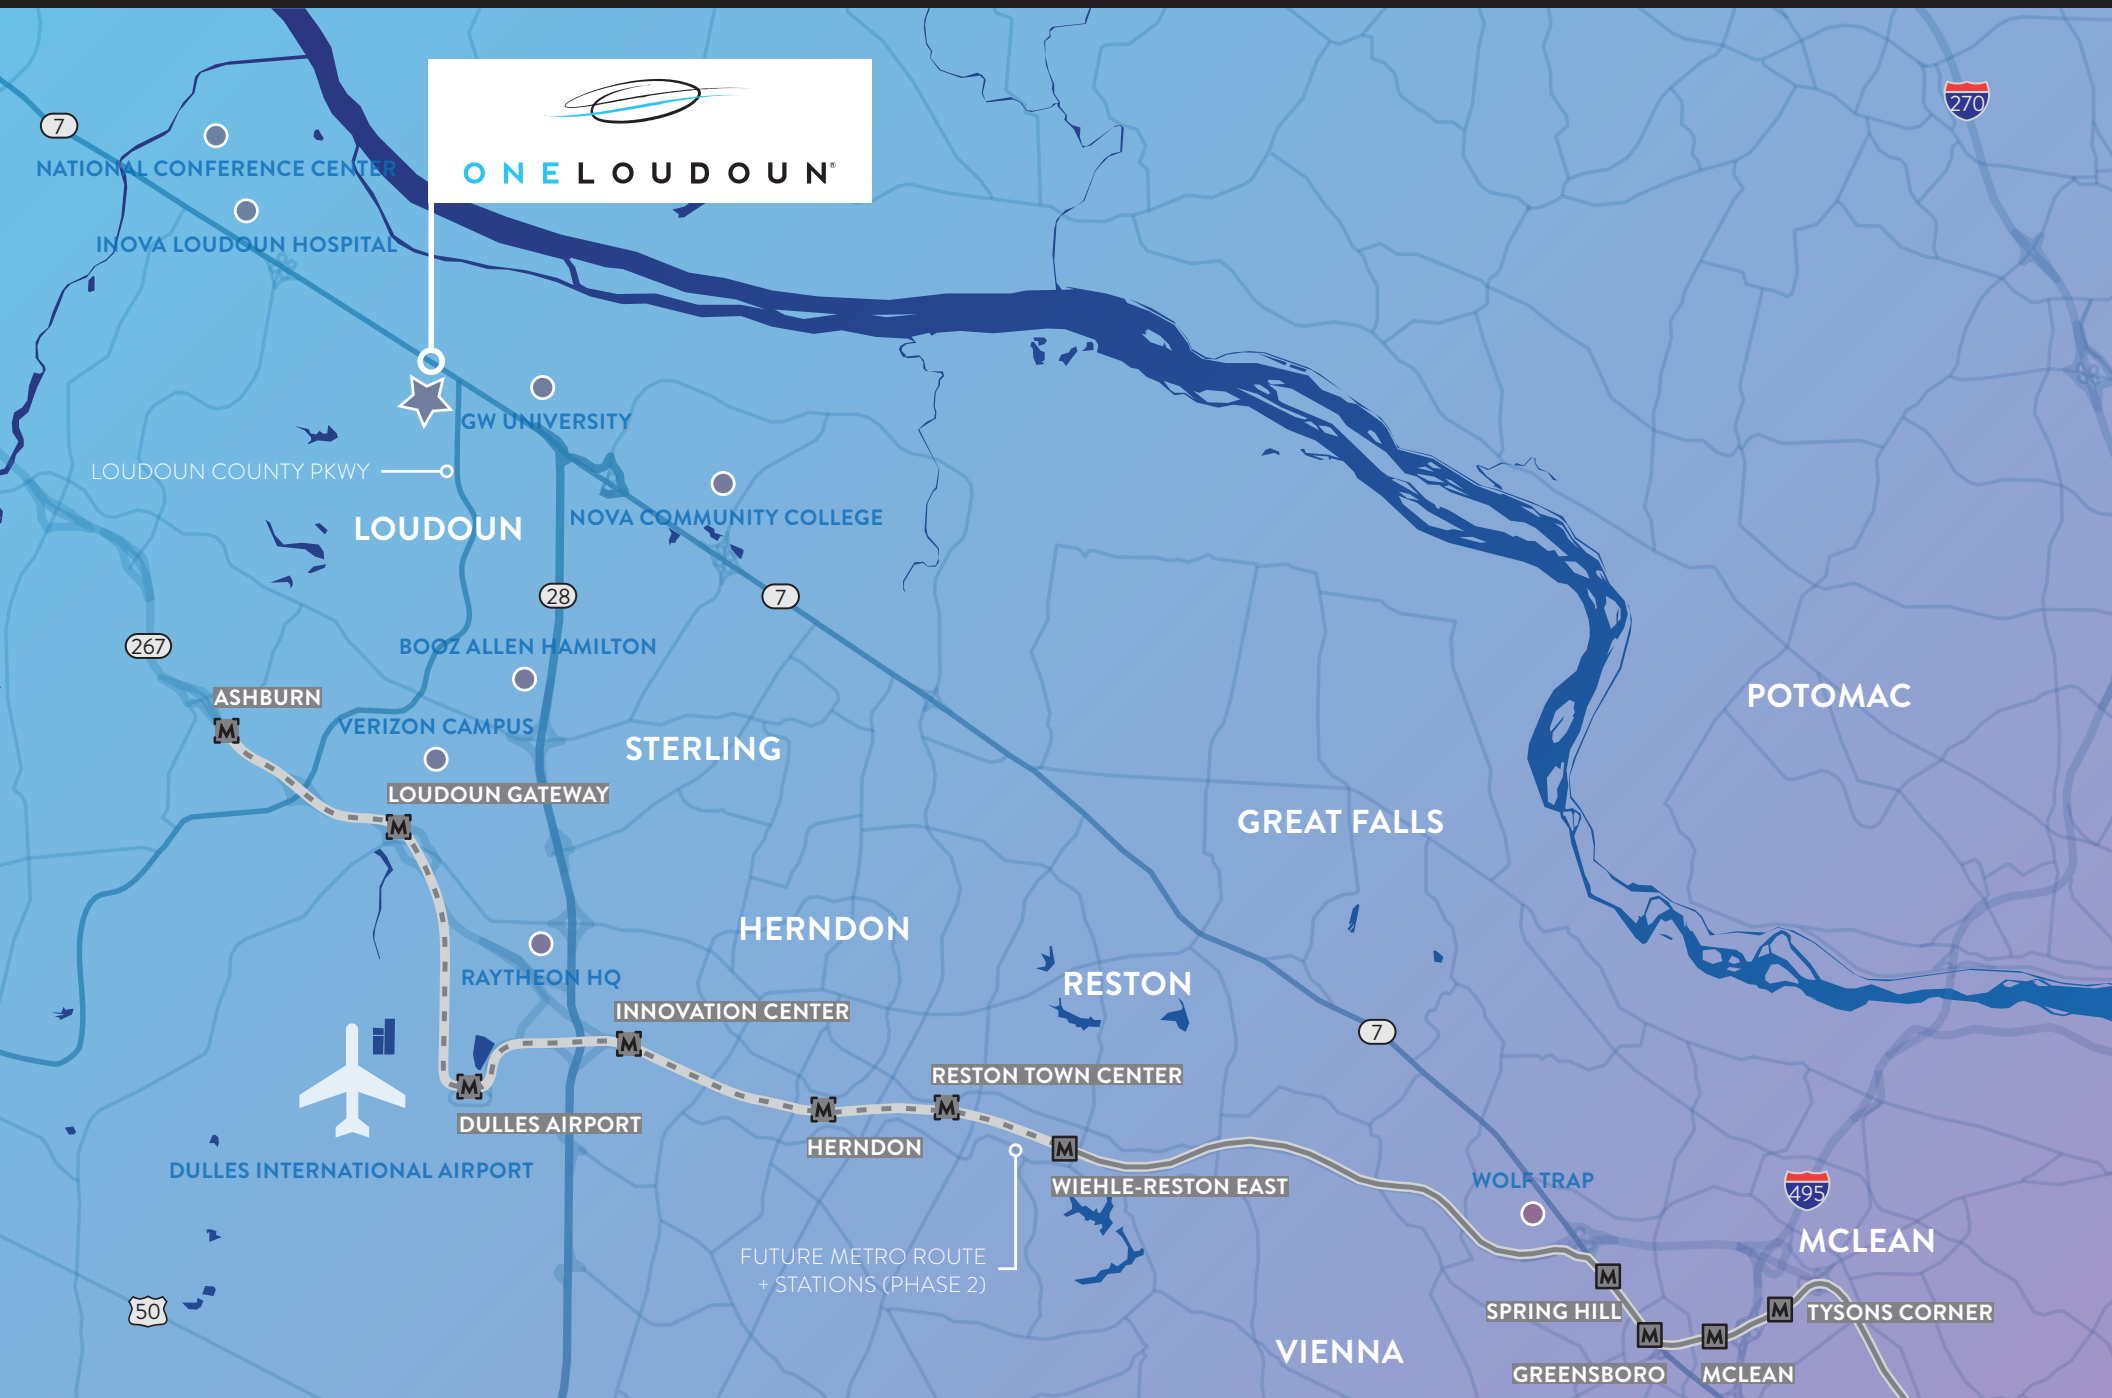 270
7
NATIONAL CONFERENCE CENTER
ONELOUDOUN®
INOVA LOUDOUN HOSPITAL
GW UNIVERSITY
LOUDOUN COUNTY PKWY
LOUDOUN
NOVA COMMUNITY COLLEGE
28
7
267
BOOZ ALLEN HAMILTON
ASHBURN
M
POTOMAC
VERIZON CAMPUS
STERLING
LOUDOUN GATEWAY
M
GREAT FALLS
HERNDON
RAYTHEON HQ
RESTON
INNOVATION CENTER
M
7
RESTON TOWN CENTER
M
M
DULLES AIRPORT
M
HERNDON
M
DULLES INTERNATIONAL AIRPORT
WIEHLE-RESTON EAST
WOLF TRAP
495
MCLEAN
FUTURE METRO ROUTE
+ STATIONS (PHASE 2)
M
50
SPRING HILL
M
TYSONS CORNER
M
M
VIENNA
GREENSBORO
MCLEAN